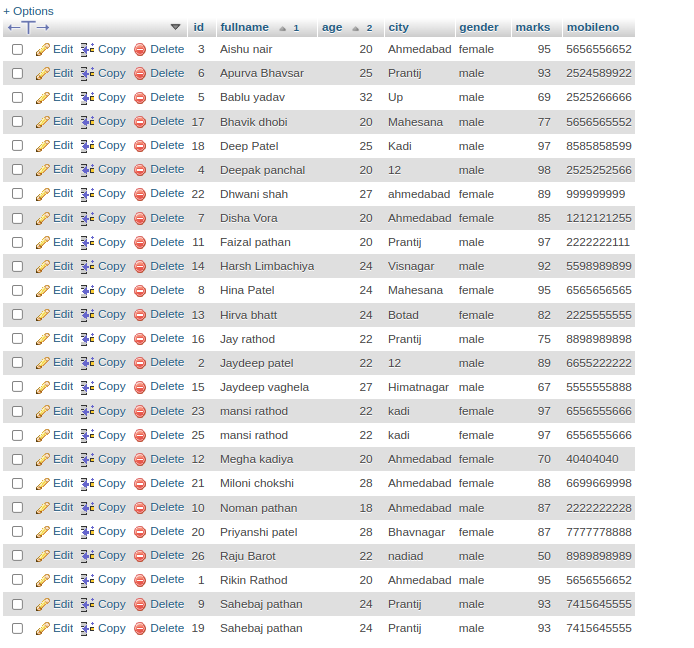 + Options
←T→ id fullname 1 age 2 city gender marks mobileno
Edit Copy Delete 3 Aishu nair 20 Ahmedabad female 95 5656556652
Edit Copy Delete 6 Apurva Bhavsar 25 Prantij male 93 2524589922
Edit Copy Delete 5 Bablu yadav 32 Up male 69 2525266666
Edit Copy Delete 17 Bhavik dhobi 20 Mahesana male 77 5656565552
Edit Copy Delete 18 Deep Patel 25 Kadi male 97 8585858599
Edit Copy Delete 4 Deepak panchal 20 12 male 98 2525252566
Edit Copy Delete 22 Dhwani shah 27 ahmedabad female 89 999999999
Edit Copy Delete 7 Disha Vora 20 Ahmedabad female 85 1212121255
Edit Copy Delete 11 Faizal pathan 20 Prantij male 97 2222222111
Edit Copy Delete 14 Harsh Limbachiya 24 Visnagar male 92 5598989899
Edit Copy Delete 8 Hina Patel 24 Mahesana female 95 6565656565
Edit Copy Delete 13 Hirva bhatt 24 Botad female 82 2225555555
Edit Copy Delete 16 Jay rathod 22 Prantij male 75 8898989898
Edit Copy Delete 2 Jaydeep patel 22 12 male 89 6655222222
Edit Copy Delete 15 Jaydeep vaghela 27 Himatnagar male 67 5555555888
Edit Copy Delete 23 mansi rathod 22 kadi female 97 6556555666
Edit Copy Delete 25 mansi rathod 22 kadi female 97 6556555666
Edit Copy Delete 12 Megha kadiya 20 Ahmedabad female 70 40404040
Edit Copy Delete 21 Miloni chokshi 28 Ahmedabad female 88 6699669998
Edit Copy Delete 10 Noman pathan 18 Ahmedabad male 87 2222222228
Edit Copy Delete 20 Priyanshi patel 28 Bhavnagar female 87 7777778888
Edit Copy Delete 26 Raju Barot 22 nadiad male 50 8989898989
Edit Copy Delete 1 Rikin Rathod 20 Ahmedabad male 95 5656556652
Edit Copy Delete 9 Sahebaj pathan 24 Prantij male 93 7415645555
Edit Copy Delete 19 Sahebaj pathan 24 Prantij male 93 7415645555